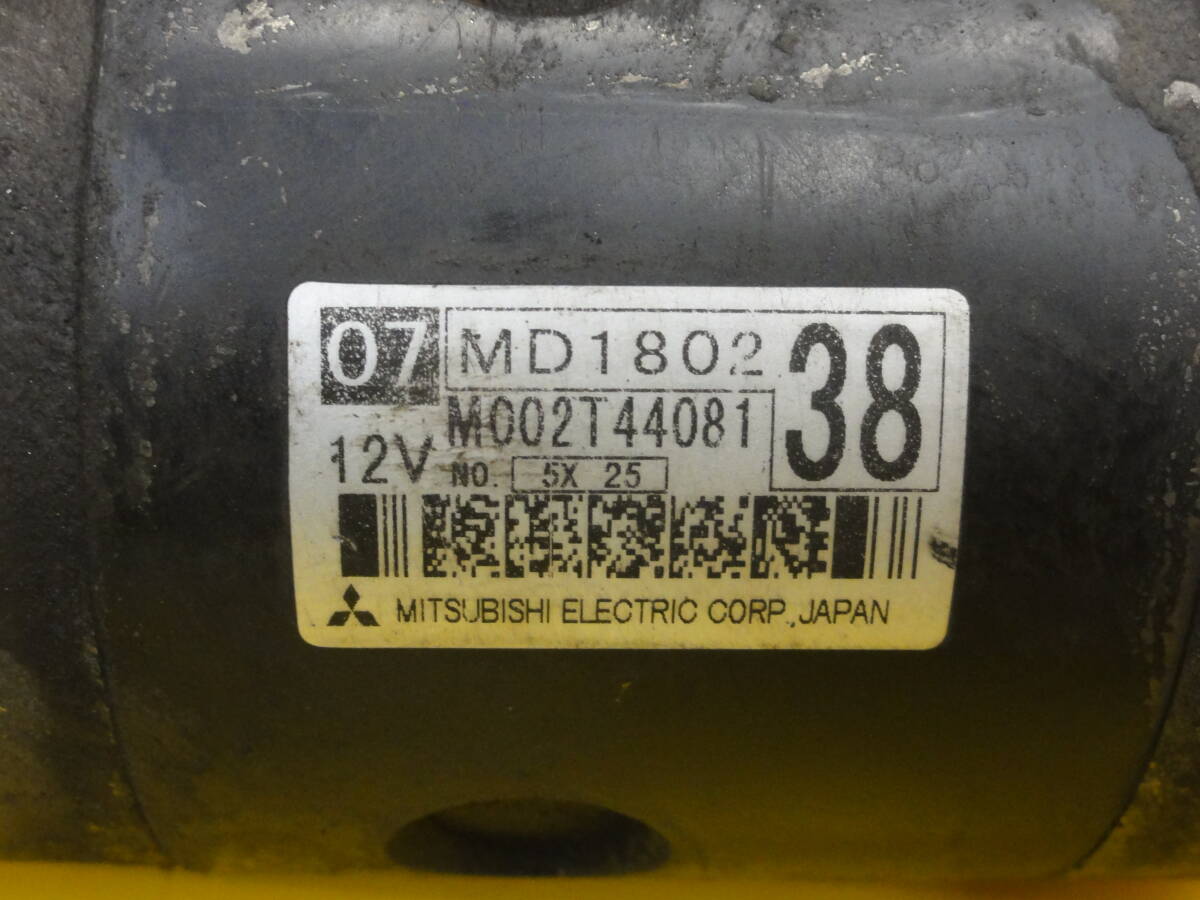 07 MD1802 38
M002T44081
12V NO. 5X 25
MITSUBISHI ELECTRIC CORP., JAPAN